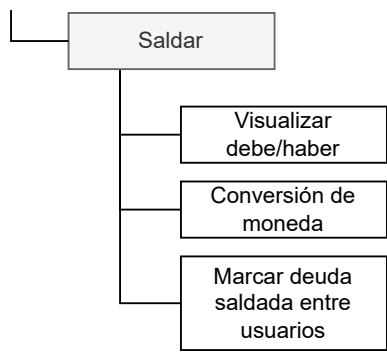 Saldar
Visualizar
debe/haber
Conversión de
moneda
Marcar deuda
saldada entre
usuarios